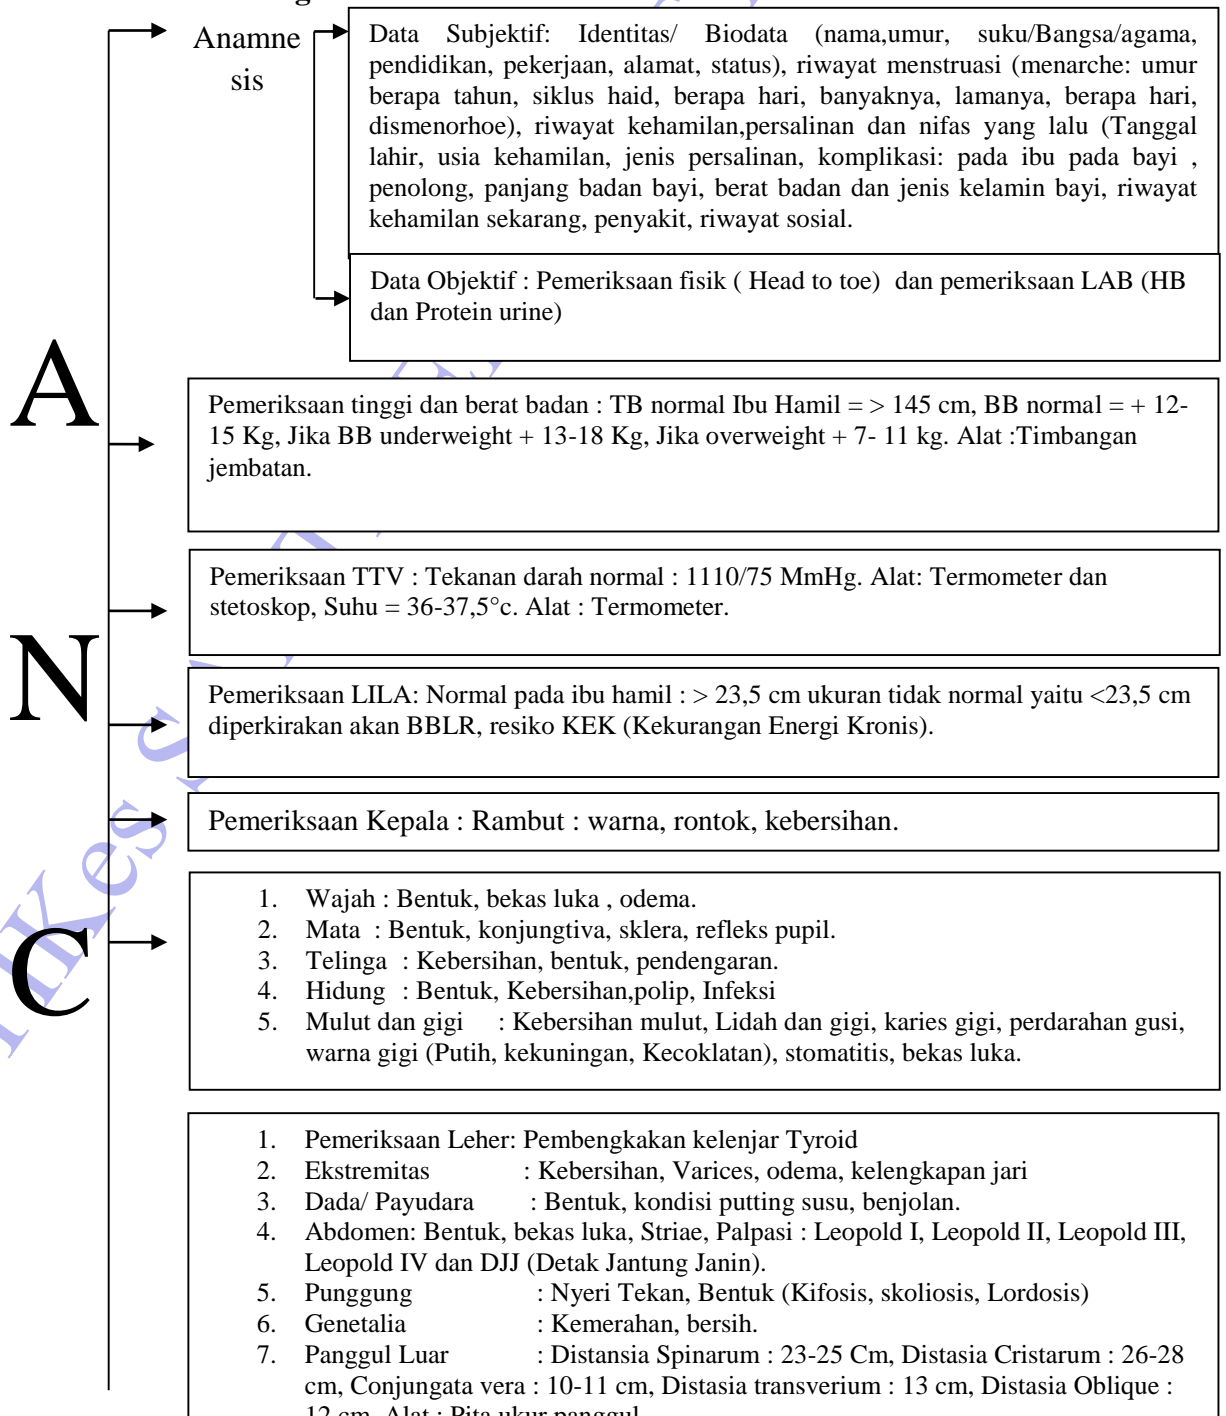 Anamne
sis
Data Subjektif: Identitas/ Biodata (nama,umur, suku/Bangsa/agama,
pendidikan, pekerjaan, alamat, status), riwayat menstruasi (menarche: umur
berapa tahun, siklus haid, berapa hari, banyaknya, lamanya, berapa hari,
dismenorhoe), riwayat kehamilan,persalinan dan nifas yang lalu (Tanggal
lahir, usia kehamilan, jenis persalinan, komplikasi: pada ibu pada bayi ,
penolong, panjang badan bayi, berat badan dan jenis kelamin bayi, riwayat
kehamilan sekarang, penyakit, riwayat sosial.
Data Objektif : Pemeriksaan fisik ( Head to toe) dan pemeriksaan LAB (HB
dan Protein urine)
A
Pemeriksaan tinggi dan berat badan : TB normal Ibu Hamil = > 145 cm, BB normal = + 12-
15 Kg, Jika BB underweight + 13-18 Kg, Jika overweight + 7- 11 kg. Alat :Timbangan
jembatan.
Pemeriksaan TTV : Tekanan darah normal : 1110/75 MmHg. Alat: Termometer dan
stetoskop, Suhu = 36-37,5°c. Alat : Termometer.
N
Pemeriksaan LILA: Normal pada ibu hamil : > 23,5 cm ukuran tidak normal yaitu <23,5 cm
diperkirakan akan BBLR, resiko KEK (Kekurangan Energi Kronis).
Pemeriksaan Kepala : Rambut : warna, rontok, kebersihan.
C
1. Wajah : Bentuk, bekas luka , odema.
2. Mata : Bentuk, konjungtiva, sklera, refleks pupil.
3. Telinga : Kebersihan, bentuk, pendengaran.
4. Hidung : Bentuk, Kebersihan,polip, Infeksi
5. Mulut dan gigi : Kebersihan mulut, Lidah dan gigi, karies gigi, perdarahan gusi,
warna gigi (Putih, kekuningan, Kecoklatan), stomatitis, bekas luka.
1. Pemeriksaan Leher: Pembengkakan kelenjar Tyroid
2. Ekstremitas : Kebersihan, Varices, odema, kelengkapan jari
3. Dada/ Payudara : Bentuk, kondisi putting susu, benjolan.
4. Abdomen: Bentuk, bekas luka, Striae, Palpasi : Leopold I, Leopold II, Leopold III,
Leopold IV dan DJJ (Detak Jantung Janin).
5. Punggung : Nyeri Tekan, Bentuk (Kifosis, skoliosis, Lordosis)
6. Genetalia : Kemerahan, bersih.
7. Panggul Luar : Distansia Spinarum : 23-25 Cm, Distasia Cristarum : 26-28
cm, Conjungata vera : 10-11 cm, Distasia transverium : 13 cm, Distasia Oblique :
12 cm. Alat : Pita ukur panggul